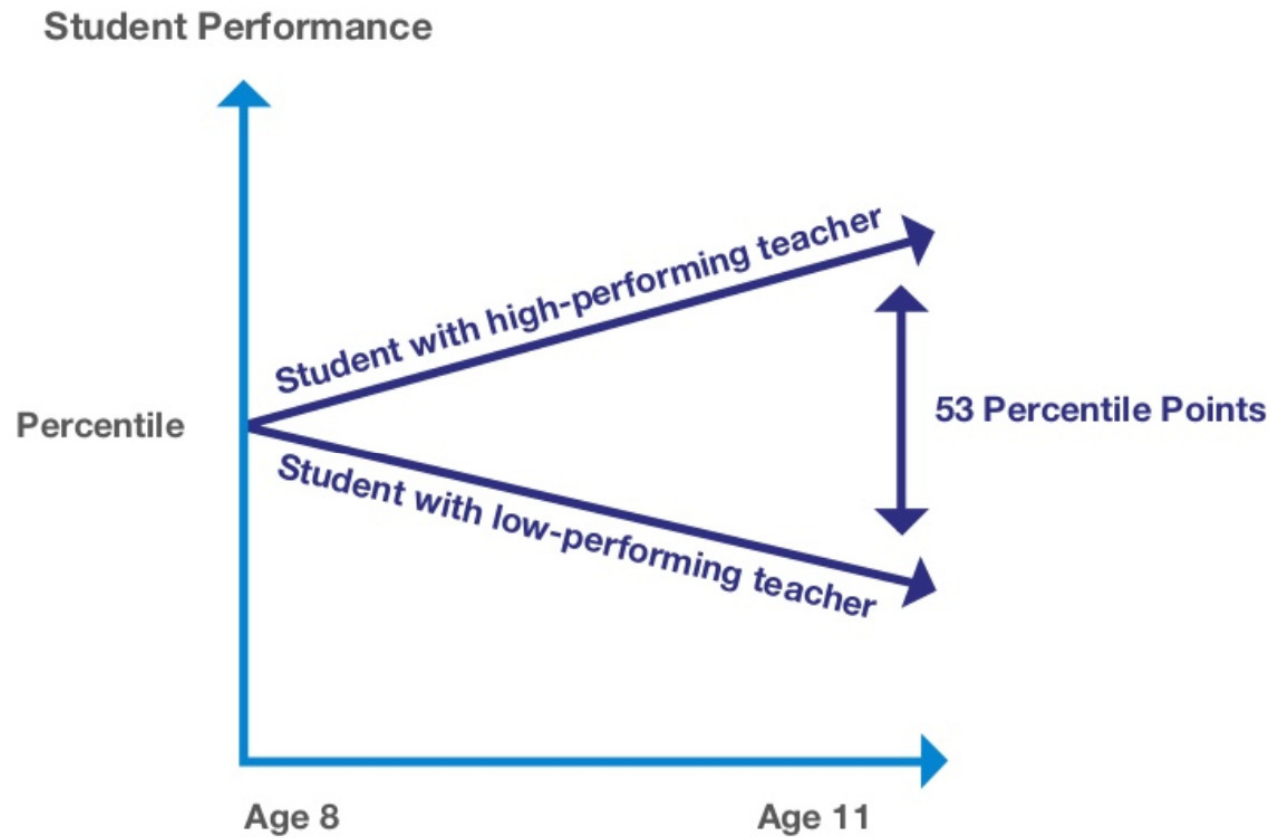 Student Performance
Student with high-performing teacher
Percentile
53 Percentile Points
Student with low-performing teacher
Age 8
Age 11